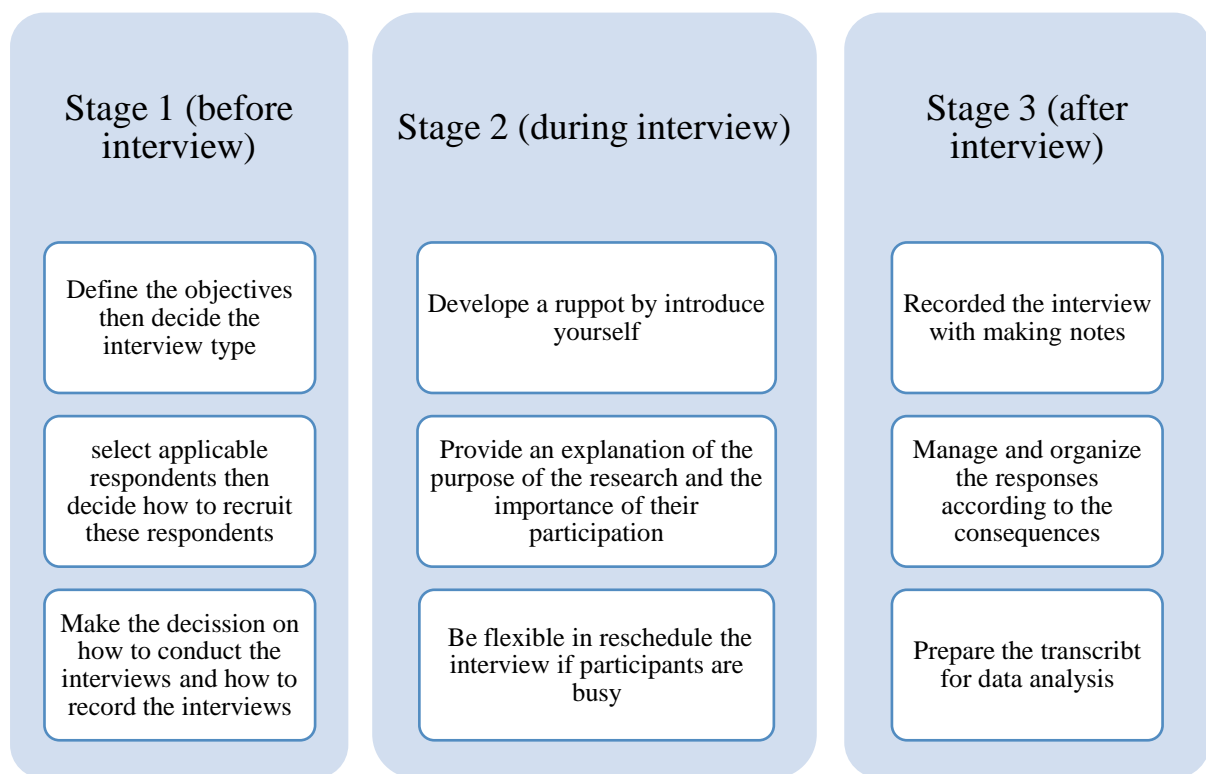 Stage 1 (before
interview)
Define the objectives
then decide the
interview type
select applicable
respondents then
decide how to recruit
these respondents
Make the decission on
how to conduct the
interviews and how to
record the interviews
Stage 2 (during interview)
Develope a ruppot by introduce
yourself
Provide an explanation of the
purpose of the research and the
importance of their
participation
Be flexible in reschedule the
interview if participants are
busy
Stage 3 (after
interview)
Recorded the interview
with making notes
Manage and organize
the responses
according to the
consequences
Prepare the transcribt
for data analysis